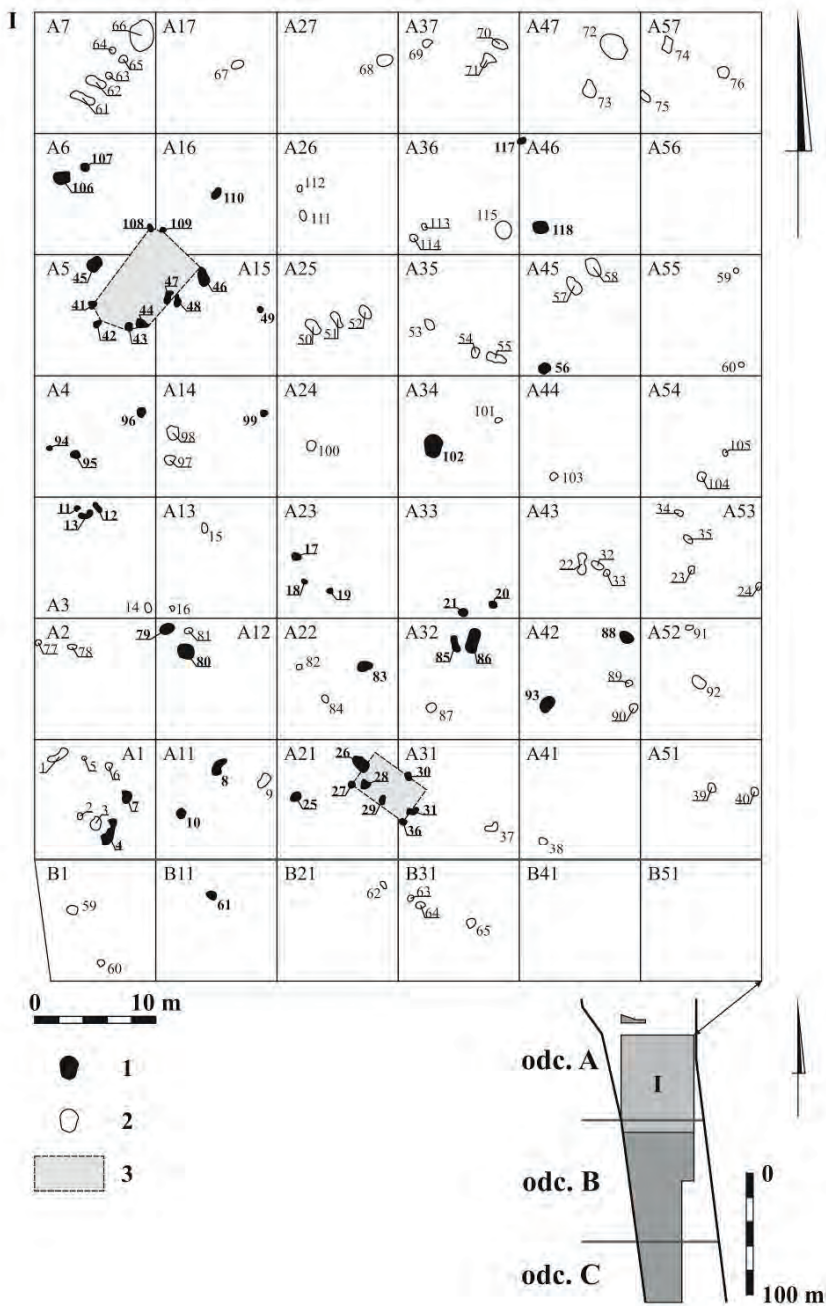 I
A7 A17 A27 A37 A47 A57
66 64 65 63 62 61 67 68 69 70 71 72 73 74 75 76
A6 A16 A26 A36 A46 A56
107 106 110 108 109 112 111 113 114 115 117 118
A5 A15 A25 A35 A45 A55
45 41 42 43 44 47 48 46 49 50 51 52 53 54 55 57 58 56 59 60
A4 A14 A24 A34 A44 A54
96 94 95 98 97 99 100 101 102 103 105 104
A3 A13 A23 A33 A43 A53
11 13 12 14 15 16 17 18 19 21 20 22 32 33 34 35 23 24
A2 A12 A22 A32 A42 A52
77 78 79 81 80 82 83 84 85 86 87 88 89 90 93 91 92
A1 A11 A21 A31 A41 A51
1 5 6 2 3 7 4 8 9 10 25 26 27 28 29 30 31 36 37 38 39 40
B1 B11 B21 B31 B41 B51
59 60 61 62 63 64 65
0 10 m
1
2
3
odc. A
I
odc. B
odc. C
0
100 m